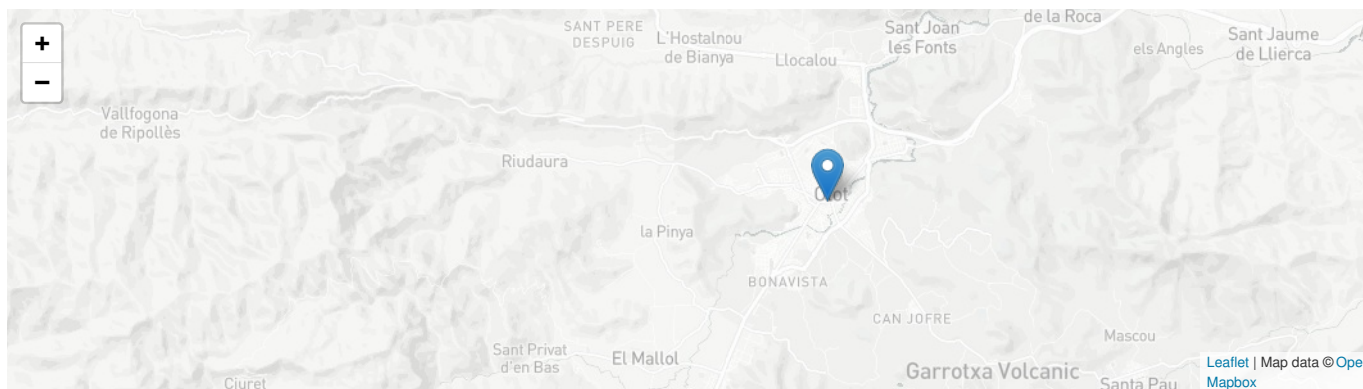 +
−
SANT PERE
DESPUIG
L'Hostalnou
de Bianya
Llocalou
Sant Joan
les Fonts
de la Roca
els Angles
Sant Jaume
de Llierca
Vallfogona
de Ripollès
Riudaura
Olot
la Pinya
BONAVISTA
CAN JOFRE
Mascou
Sant Privat
d'en Bas
El Mallol
Garrotxa Volcanic
Ciuret
Santa Pau
Leaflet | Map data © Ope
Mapbox